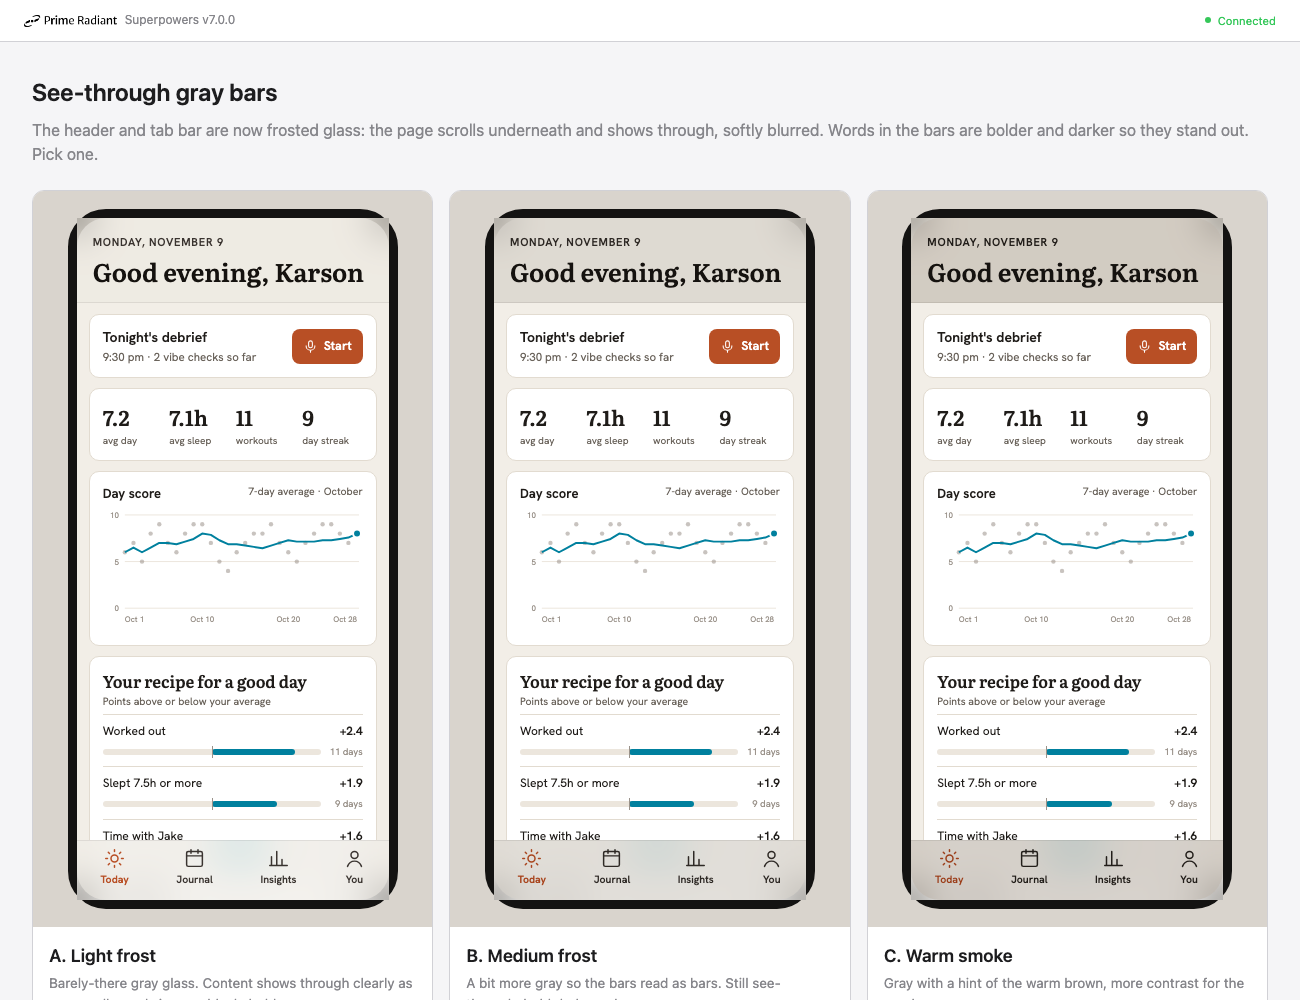 Prime Radiant Superpowers v7.0.0
Connected
See-through gray bars
The header and tab bar are now frosted glass: the page scrolls underneath and shows through, softly blurred. Words in the bars are bolder and darker so they stand out.
Pick one.
MONDAY, NOVEMBER 9
Good evening, Karson
Tonight's debrief
9:30 pm · 2 vibe checks so far
Start
7.2 7.1h 11 9
avg day avg sleep workouts day streak
Day score 7-day average · October
10
5
0
Oct 1 Oct 10 Oct 20 Oct 28
Your recipe for a good day
Points above or below your average
Worked out +2.4
11 days
Slept 7.5h or more +1.9
9 days
Time with Jake +1.6
Today Journal Insights You
A. Light frost
Barely-there gray glass. Content shows through clearly as
MONDAY, NOVEMBER 9
Good evening, Karson
Tonight's debrief
9:30 pm · 2 vibe checks so far
Start
7.2 7.1h 11 9
avg day avg sleep workouts day streak
Day score 7-day average · October
10
5
0
Oct 1 Oct 10 Oct 20 Oct 28
Your recipe for a good day
Points above or below your average
Worked out +2.4
11 days
Slept 7.5h or more +1.9
9 days
Time with Jake +1.6
Today Journal Insights You
B. Medium frost
A bit more gray so the bars read as bars. Still see-
MONDAY, NOVEMBER 9
Good evening, Karson
Tonight's debrief
9:30 pm · 2 vibe checks so far
Start
7.2 7.1h 11 9
avg day avg sleep workouts day streak
Day score 7-day average · October
10
5
0
Oct 1 Oct 10 Oct 20 Oct 28
Your recipe for a good day
Points above or below your average
Worked out +2.4
11 days
Slept 7.5h or more +1.9
9 days
Time with Jake +1.6
Today Journal Insights You
C. Warm smoke
Gray with a hint of the warm brown, more contrast for the